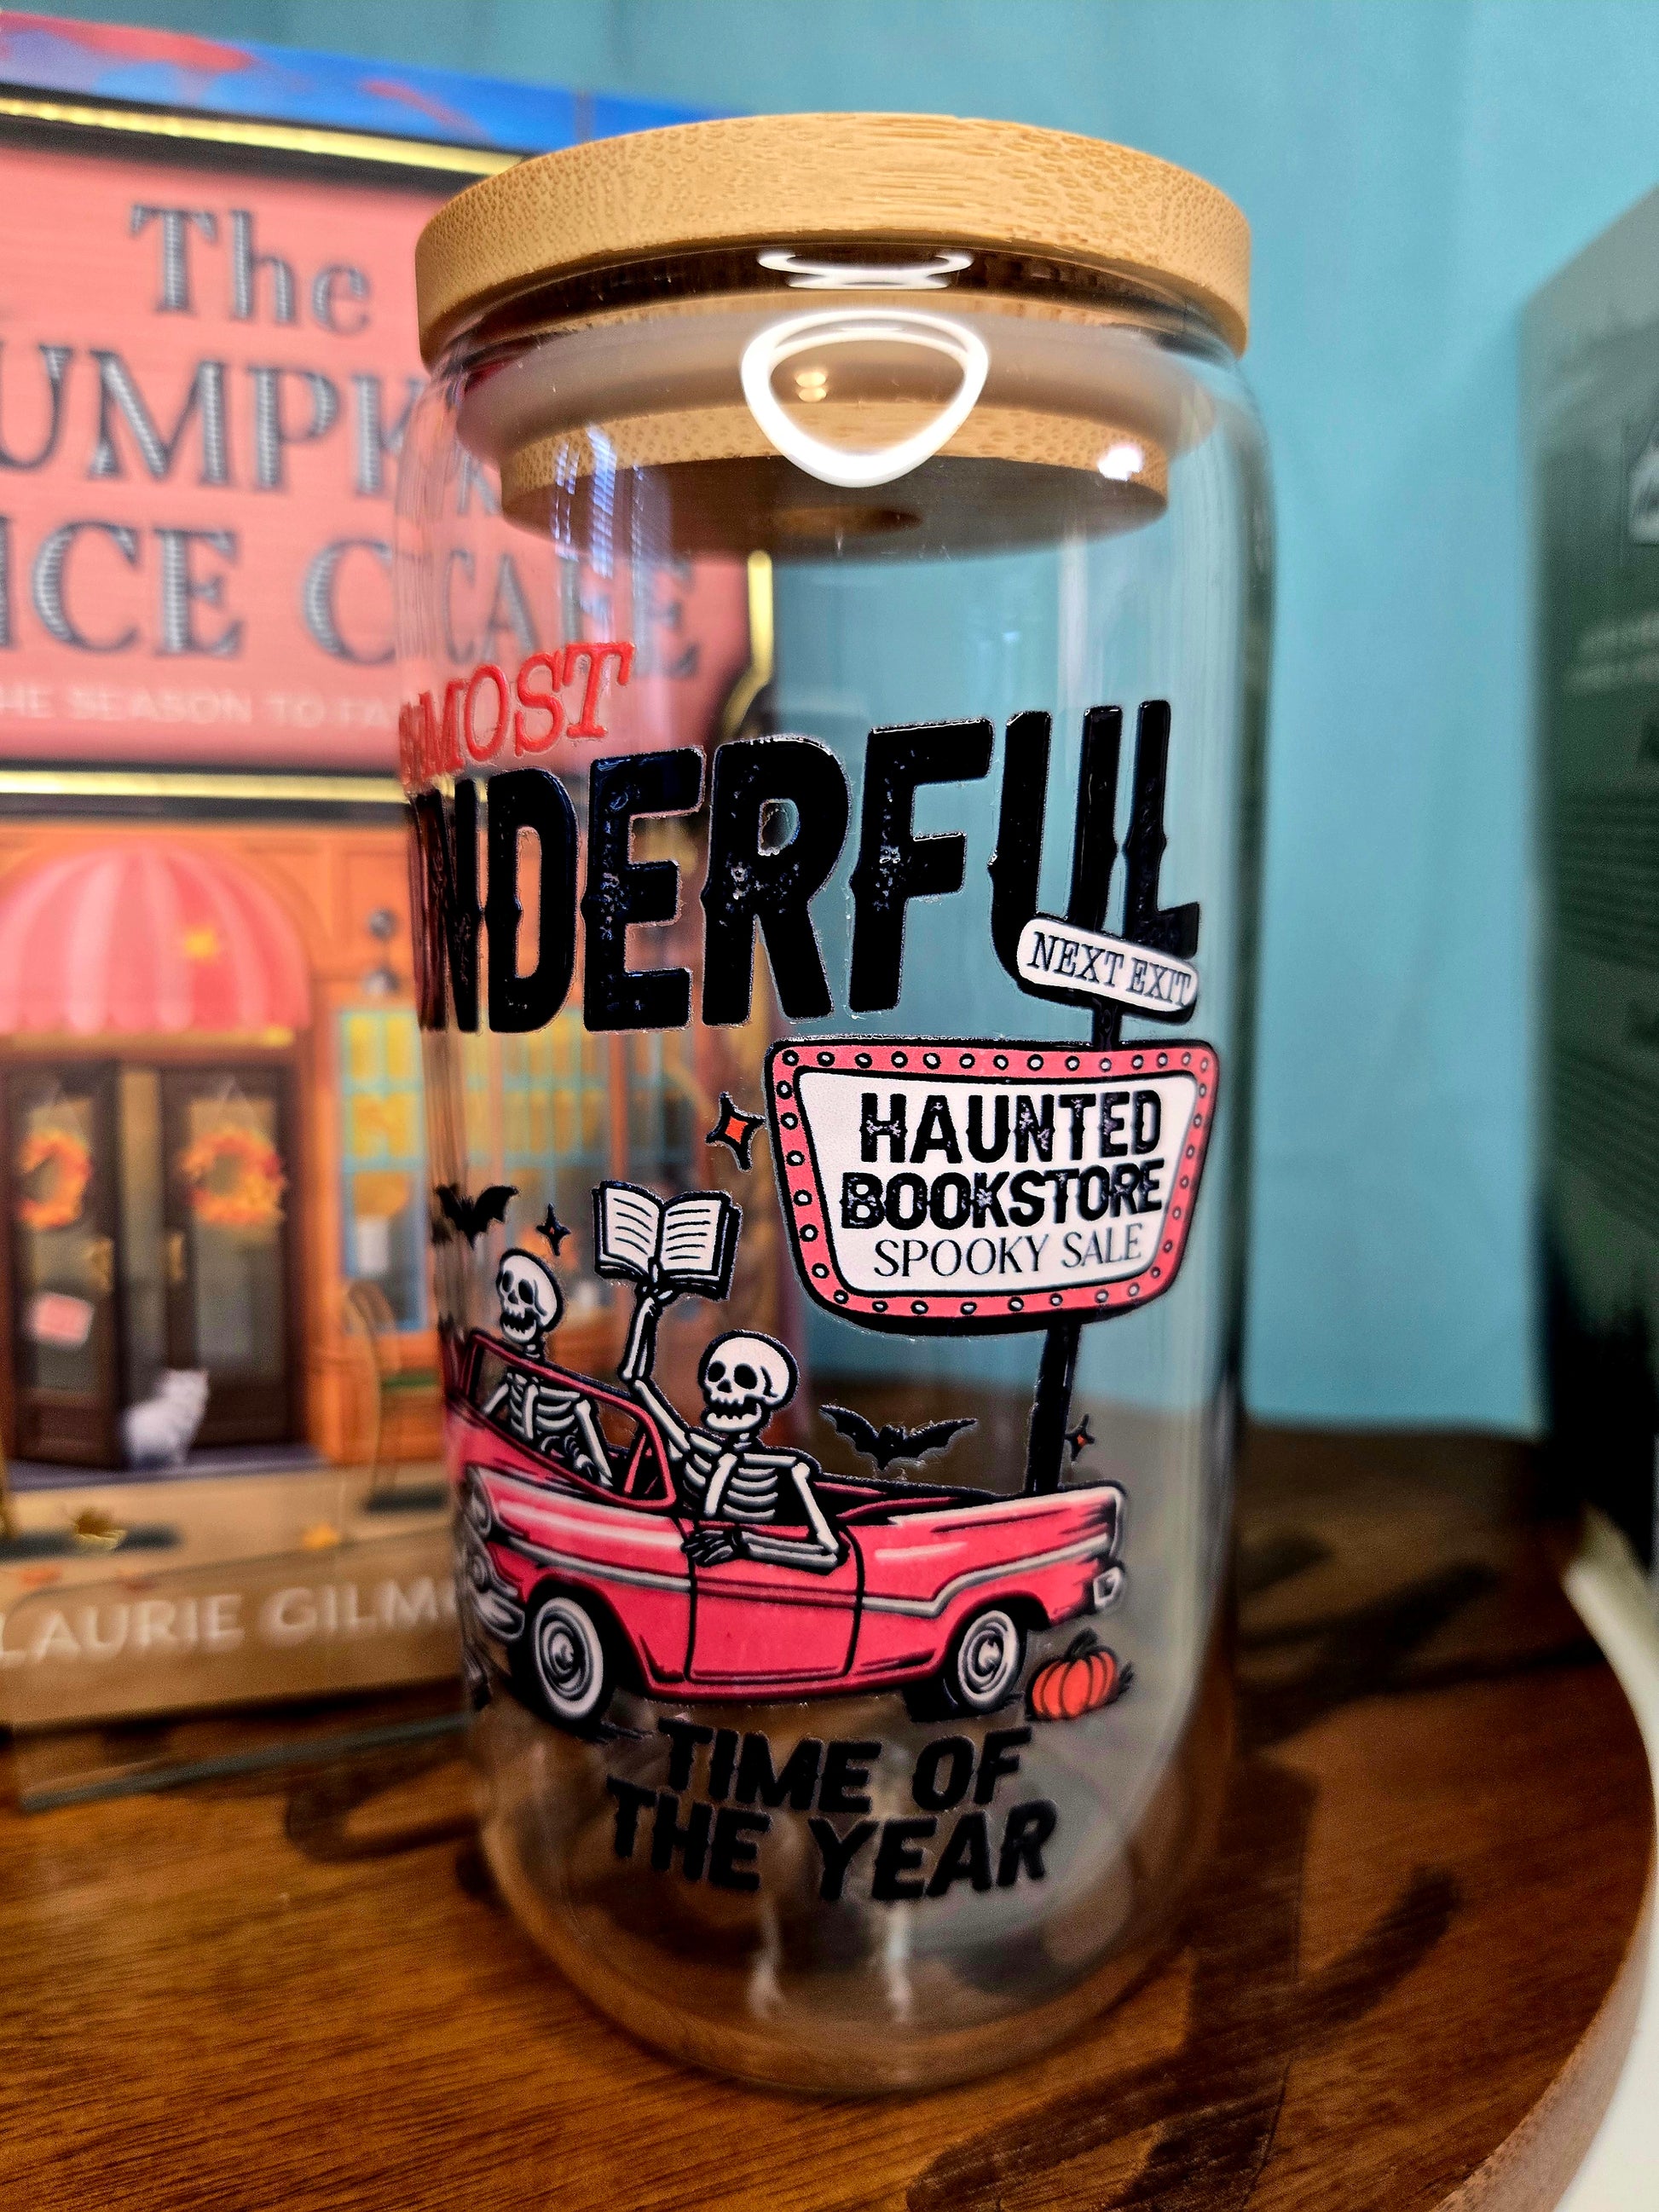 The
UMPK
ICE CAFE
HE SEASON TO FA
LAURIE GILM
MOST
NDERFUL
NEXT EXIT
HAUNTED
BOOKSTORE
SPOOKY SALE
TIME OF
THE YEAR